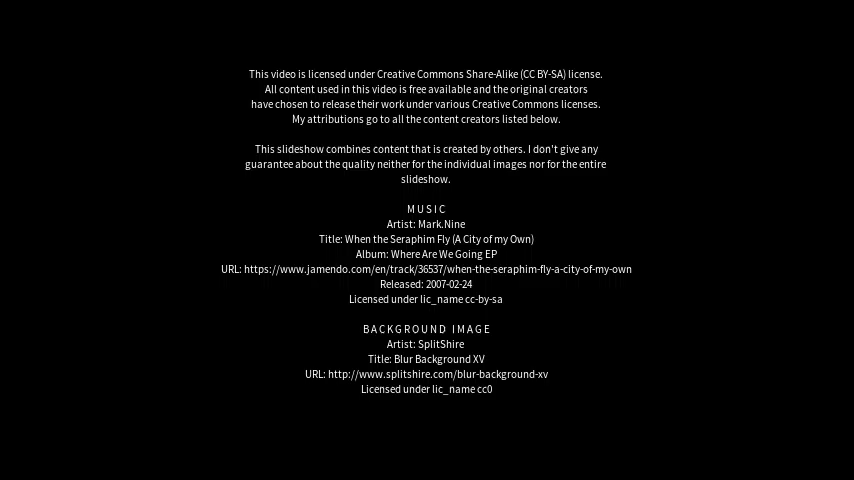 This video is licensed under Creative Commons Share-Alike (CC BY-SA) license.
All content used in this video is free available and the original creators
have chosen to release their work under various Creative Commons licenses.
My attributions go to all the content creators listed below.
This slideshow combines content that is created by others. I don't give any
guarantee about the quality neither for the individual images nor for the entire
slideshow.
MUSIC
Artist: Mark.Nine
Title: When the Seraphim Fly (A City of my Own)
Album: Where Are We Going EP
URL: https://www.jamendo.com/en/track/36537/when-the-seraphim-fly-a-city-of-my-own
Released: 2007-02-24
Licensed under lic_name cc-by-sa
BACKGROUND IMAGE
Artist: SplitShire
Title: Blur Background XV
URL: http://www.splitshire.com/blur-background-xv
Licensed under lic_name cc0